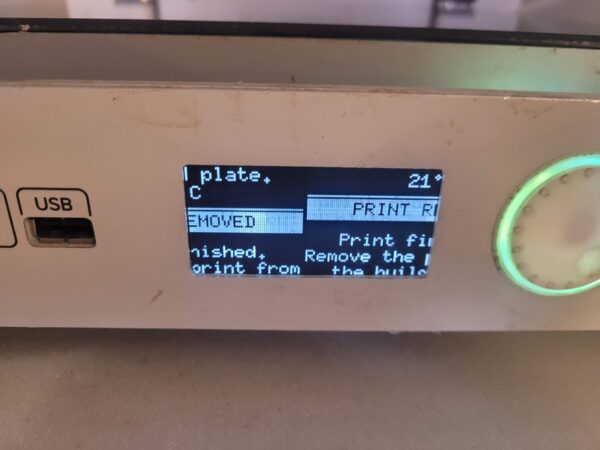 USB
l plate.
21°
C
EMOVED
PRINT R
Print fi
nished.
Remove the
print from
the buil